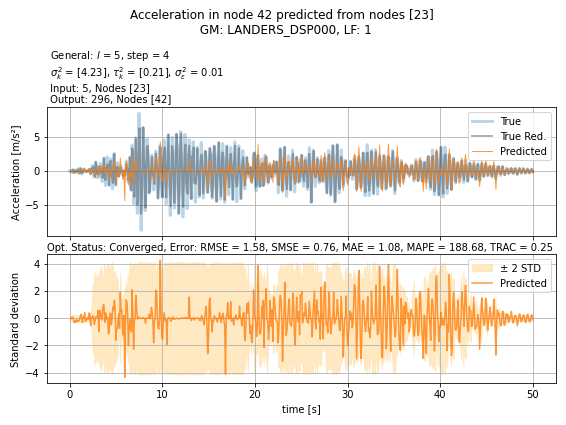 Acceleration in node 42 predicted from nodes [23]
GM: LANDERS_DSP000, LF: 1
General: l = 5, step = 4
σ²ₖ = [4.23], τ²ₖ = [0.21], σ²ε = 0.01
Input: 5, Nodes [23]
Output: 296, Nodes [42]
Acceleration [m/s²]
5
0
−5
True
True Red.
Predicted
Opt. Status: Converged, Error: RMSE = 1.58, SMSE = 0.76, MAE = 1.08, MAPE = 188.68, TRAC = 0.25
Standard deviation
4
2
0
−2
−4
± 2 STD
Predicted
0 10 20 30 40 50
time [s]